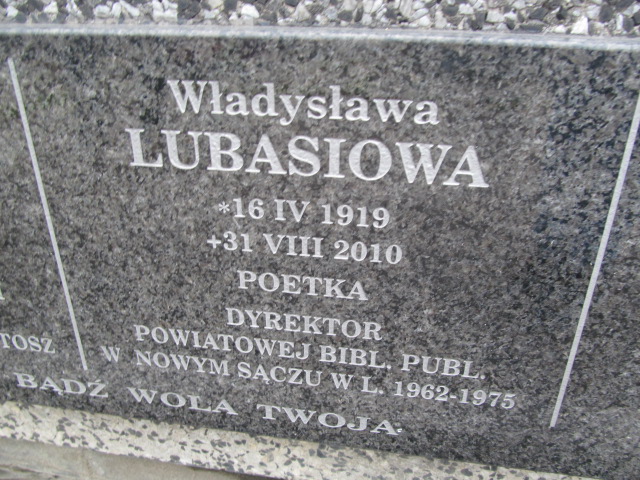 Władysława
LUBASIOWA
*16 IV 1919
+31 VIII 2010
POETKA
DYREKTOR
POWIATOWEJ BIBL. PUBL.
W NOWYM SĄCZU W L. 1962-1975
BĄDŹ WOLA TWOJA